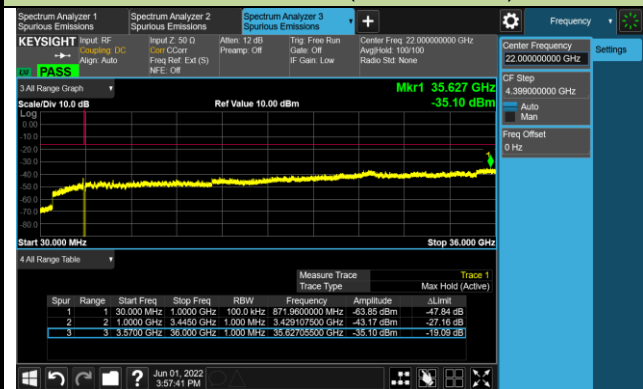 Spectrum Analyzer 1
Spurious Emissions
Spectrum Analyzer 2
Spurious Emissions
Spectrum Analyzer 3
Spurious Emissions
Frequency
KEYSIGHT
Input: RF
Coupling: DC
Align: Auto
Input Z: 50 Ω
Corr CCorr
Freq Ref: Ext (S)
NFE: Off
Atten: 12 dB
Preamp: Off
Trig: Free Run
Gate: Off
IF Gain: Low
Center Freq: 22.000000000 GHz
Avg|Hold: 100/100
Radio Std: None
PASS
Center Frequency
22.000000000 GHz
Settings
CF Step
4.399000000 GHz
Auto
Man
Freq Offset
0 Hz
3 All Range Graph
Mkr1 35.627 GHz
-35.10 dBm
Scale/Div 10.0 dB
Ref Value 10.00 dBm
Log
0.00
-10.0
-20.0
-30.0
-40.0
-50.0
-60.0
-70.0
-80.0
1
Start 30.000 MHz
Stop 36.000 GHz
4 All Range Table
Measure Trace
Trace 1
Trace Type
Max Hold (Active)
Spur Range Start Freq Stop Freq RBW Frequency Amplitude ΔLimit
1 1 30.000 MHz 1.0000 GHz 100.0 kHz 871.9600000 MHz -63.85 dBm -47.84 dB
2 2 1.0000 GHz 3.4450 GHz 1.000 MHz 3.429107500 GHz -43.17 dBm -27.16 dB
3 3 3.5700 GHz 36.000 GHz 1.000 MHz 35.62705500 GHz -35.10 dBm -19.09 dB
Jun 01, 2022
3:57:41 PM